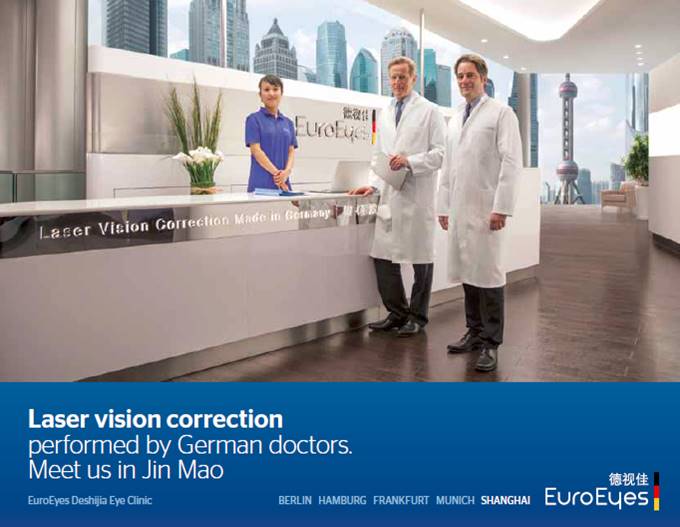 德视佳
EuroEyes
Laser Vision Correction Made in Germany
Laser vision correction
performed by German doctors.
Meet us in Jin Mao
德视佳
EuroEyes Deshijia Eye Clinic
BERLIN HAMBURG FRANKFURT MUNICH SHANGHAI
EuroEyes